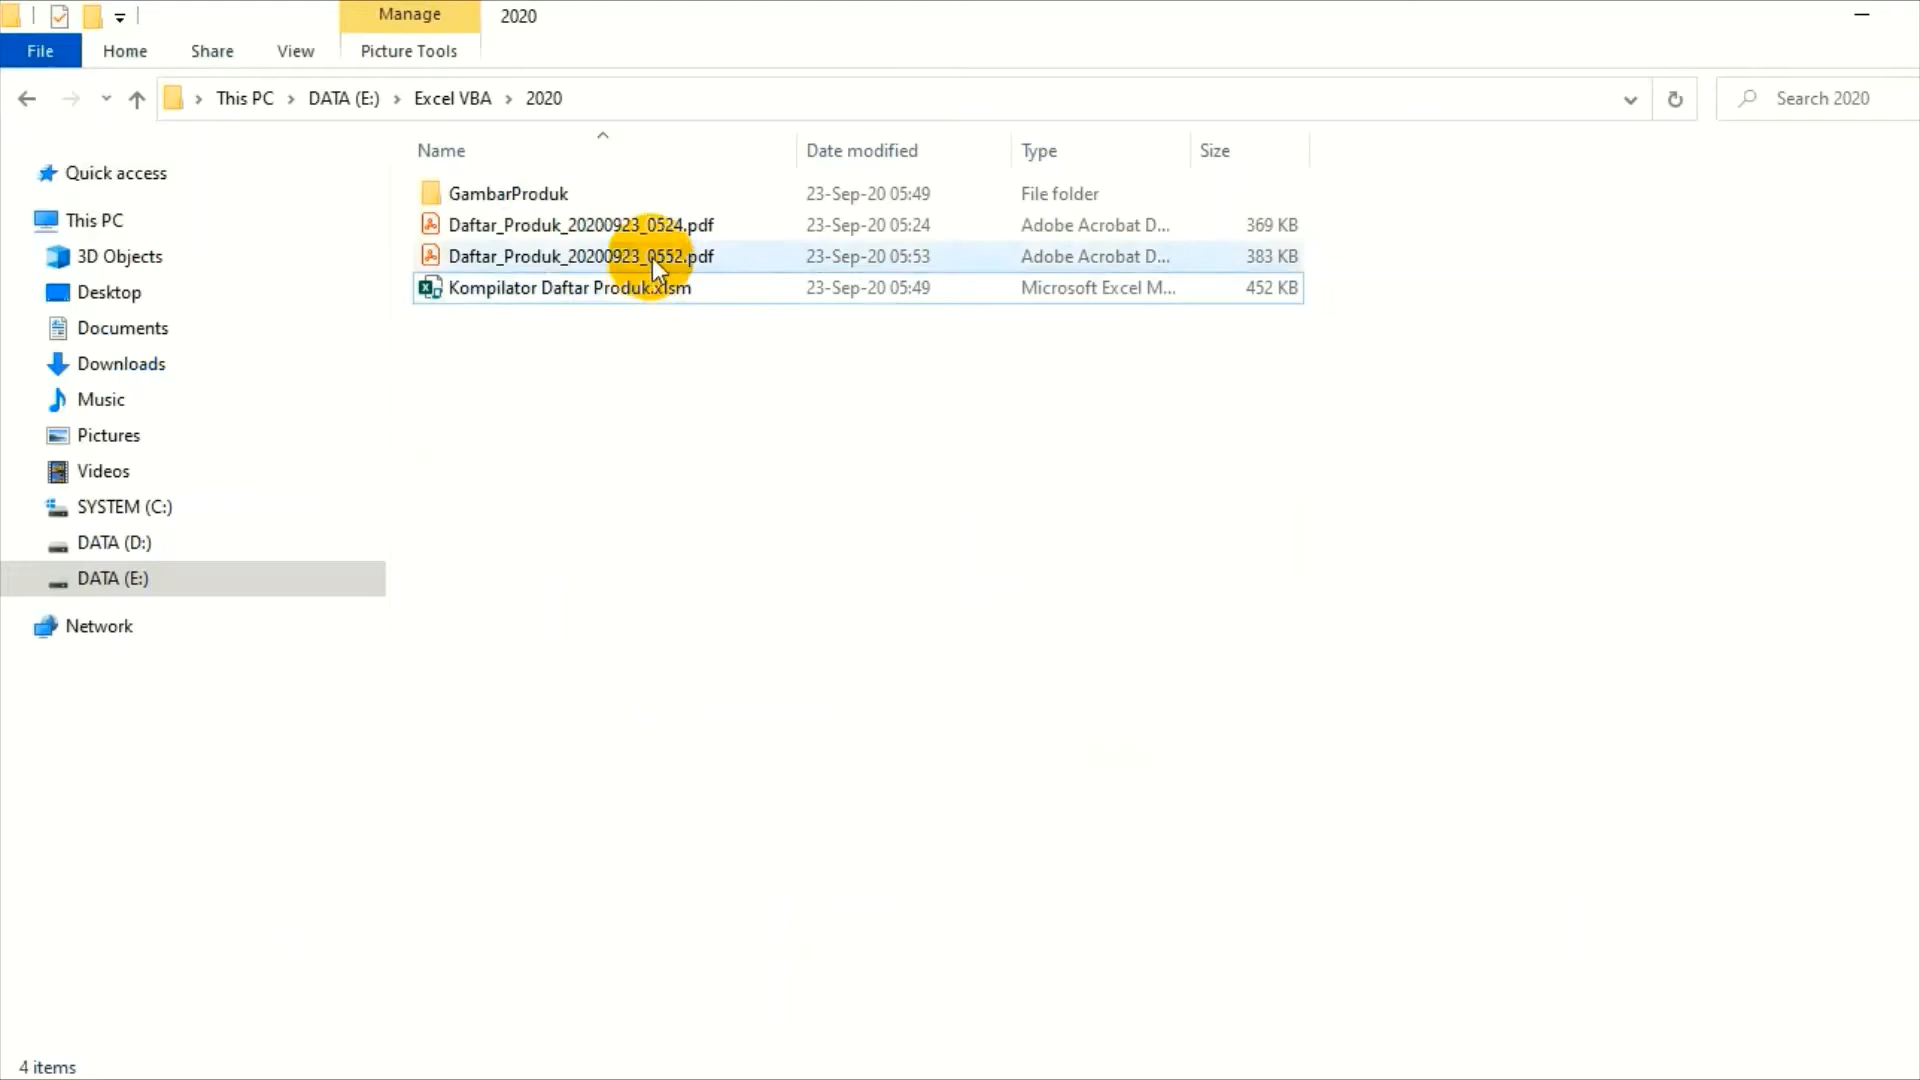 Manage 2020
File Home Share View Picture Tools
This PC DATA (E:) Excel VBA 2020 Search 2020
Name Date modified Type Size
Quick access
This PC
3D Objects
Desktop
Documents
Downloads
Music
Pictures
Videos
SYSTEM (C:)
DATA (D:)
DATA (E:)
Network
GambarProduk 23-Sep-20 05:49 File folder
Daftar_Produk_20200923_0524.pdf 23-Sep-20 05:24 Adobe Acrobat D... 369 KB
Daftar_Produk_20200923_0552.pdf 23-Sep-20 05:53 Adobe Acrobat D... 383 KB
Kompilator Daftar Produk.xlsm 23-Sep-20 05:49 Microsoft Excel M... 452 KB
4 items